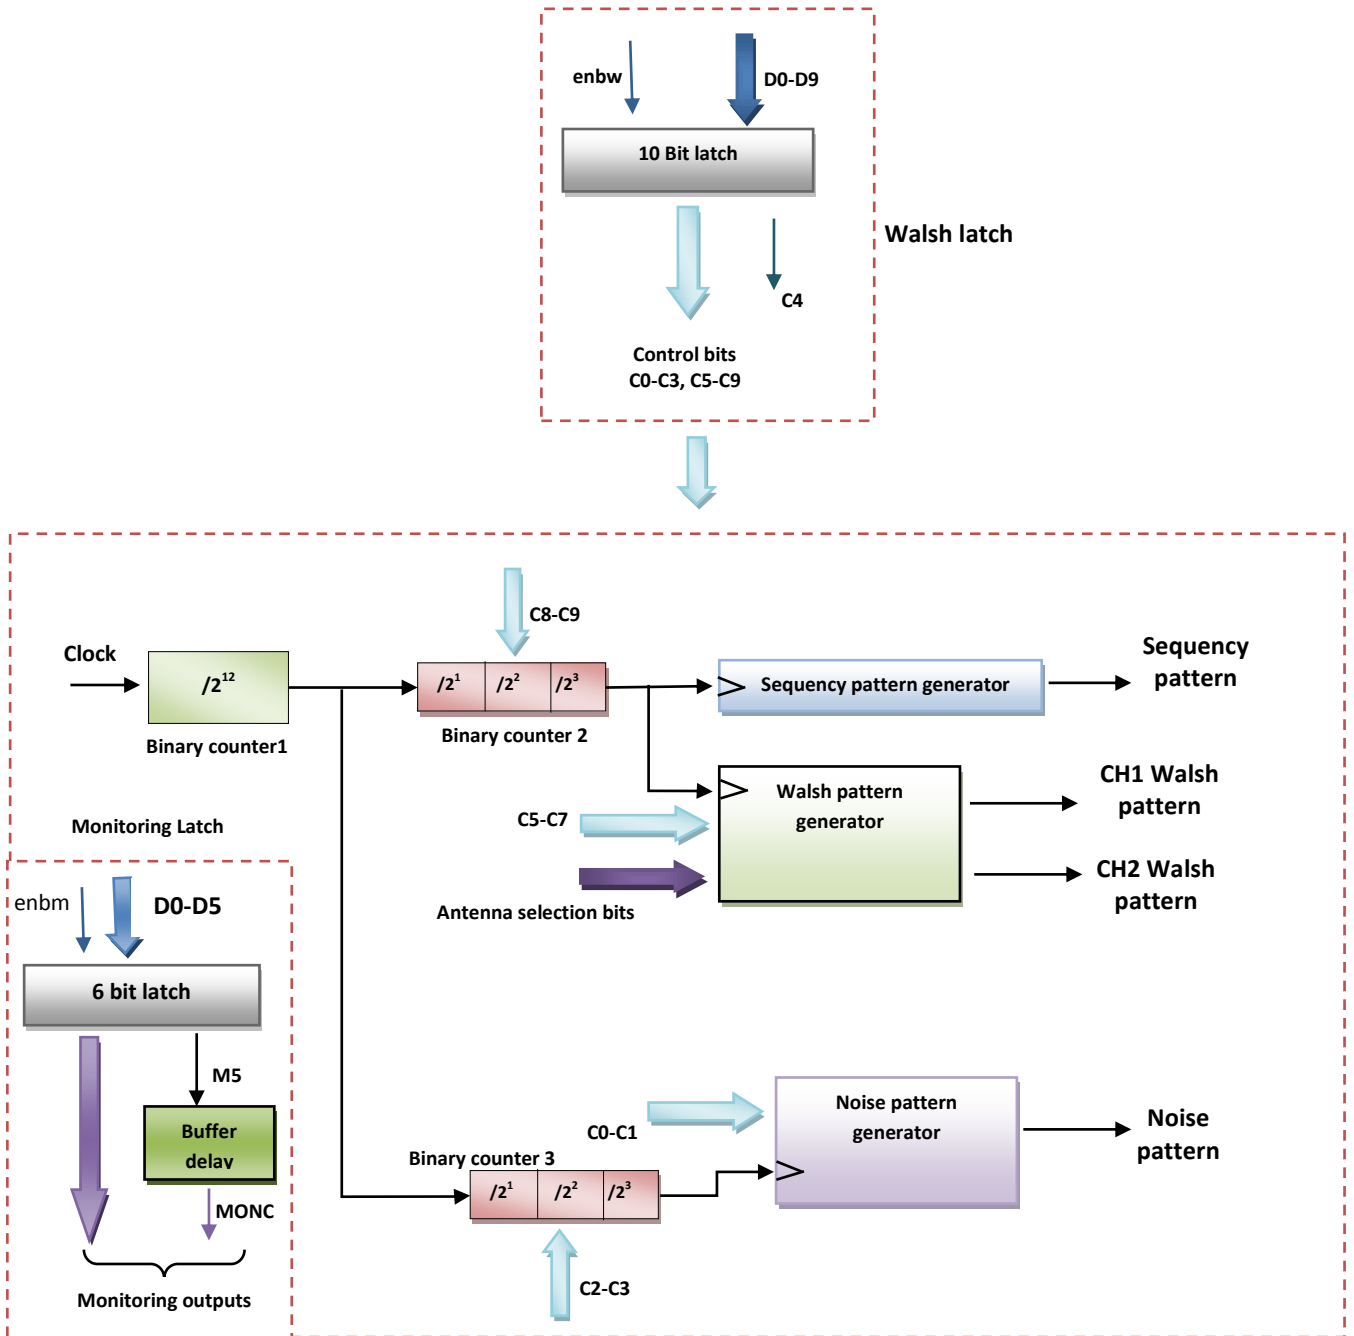 enbw
D0-D9
10 Bit latch
Walsh latch
C4
Control bits
C0-C3, C5-C9
C8-C9
Clock
/2¹²
Binary counter1
/2¹ /2² /2³
Binary counter 2
Sequency pattern generator
Sequency
pattern
Walsh pattern
generator
CH1 Walsh
pattern
C5-C7
CH2 Walsh
pattern
Antenna selection bits
Monitoring Latch
enbm
D0-D5
6 bit latch
M5
Buffer
delay
MONC
Monitoring outputs
Noise pattern
generator
C0-C1
Noise
pattern
Binary counter 3
/2¹ /2² /2³
C2-C3